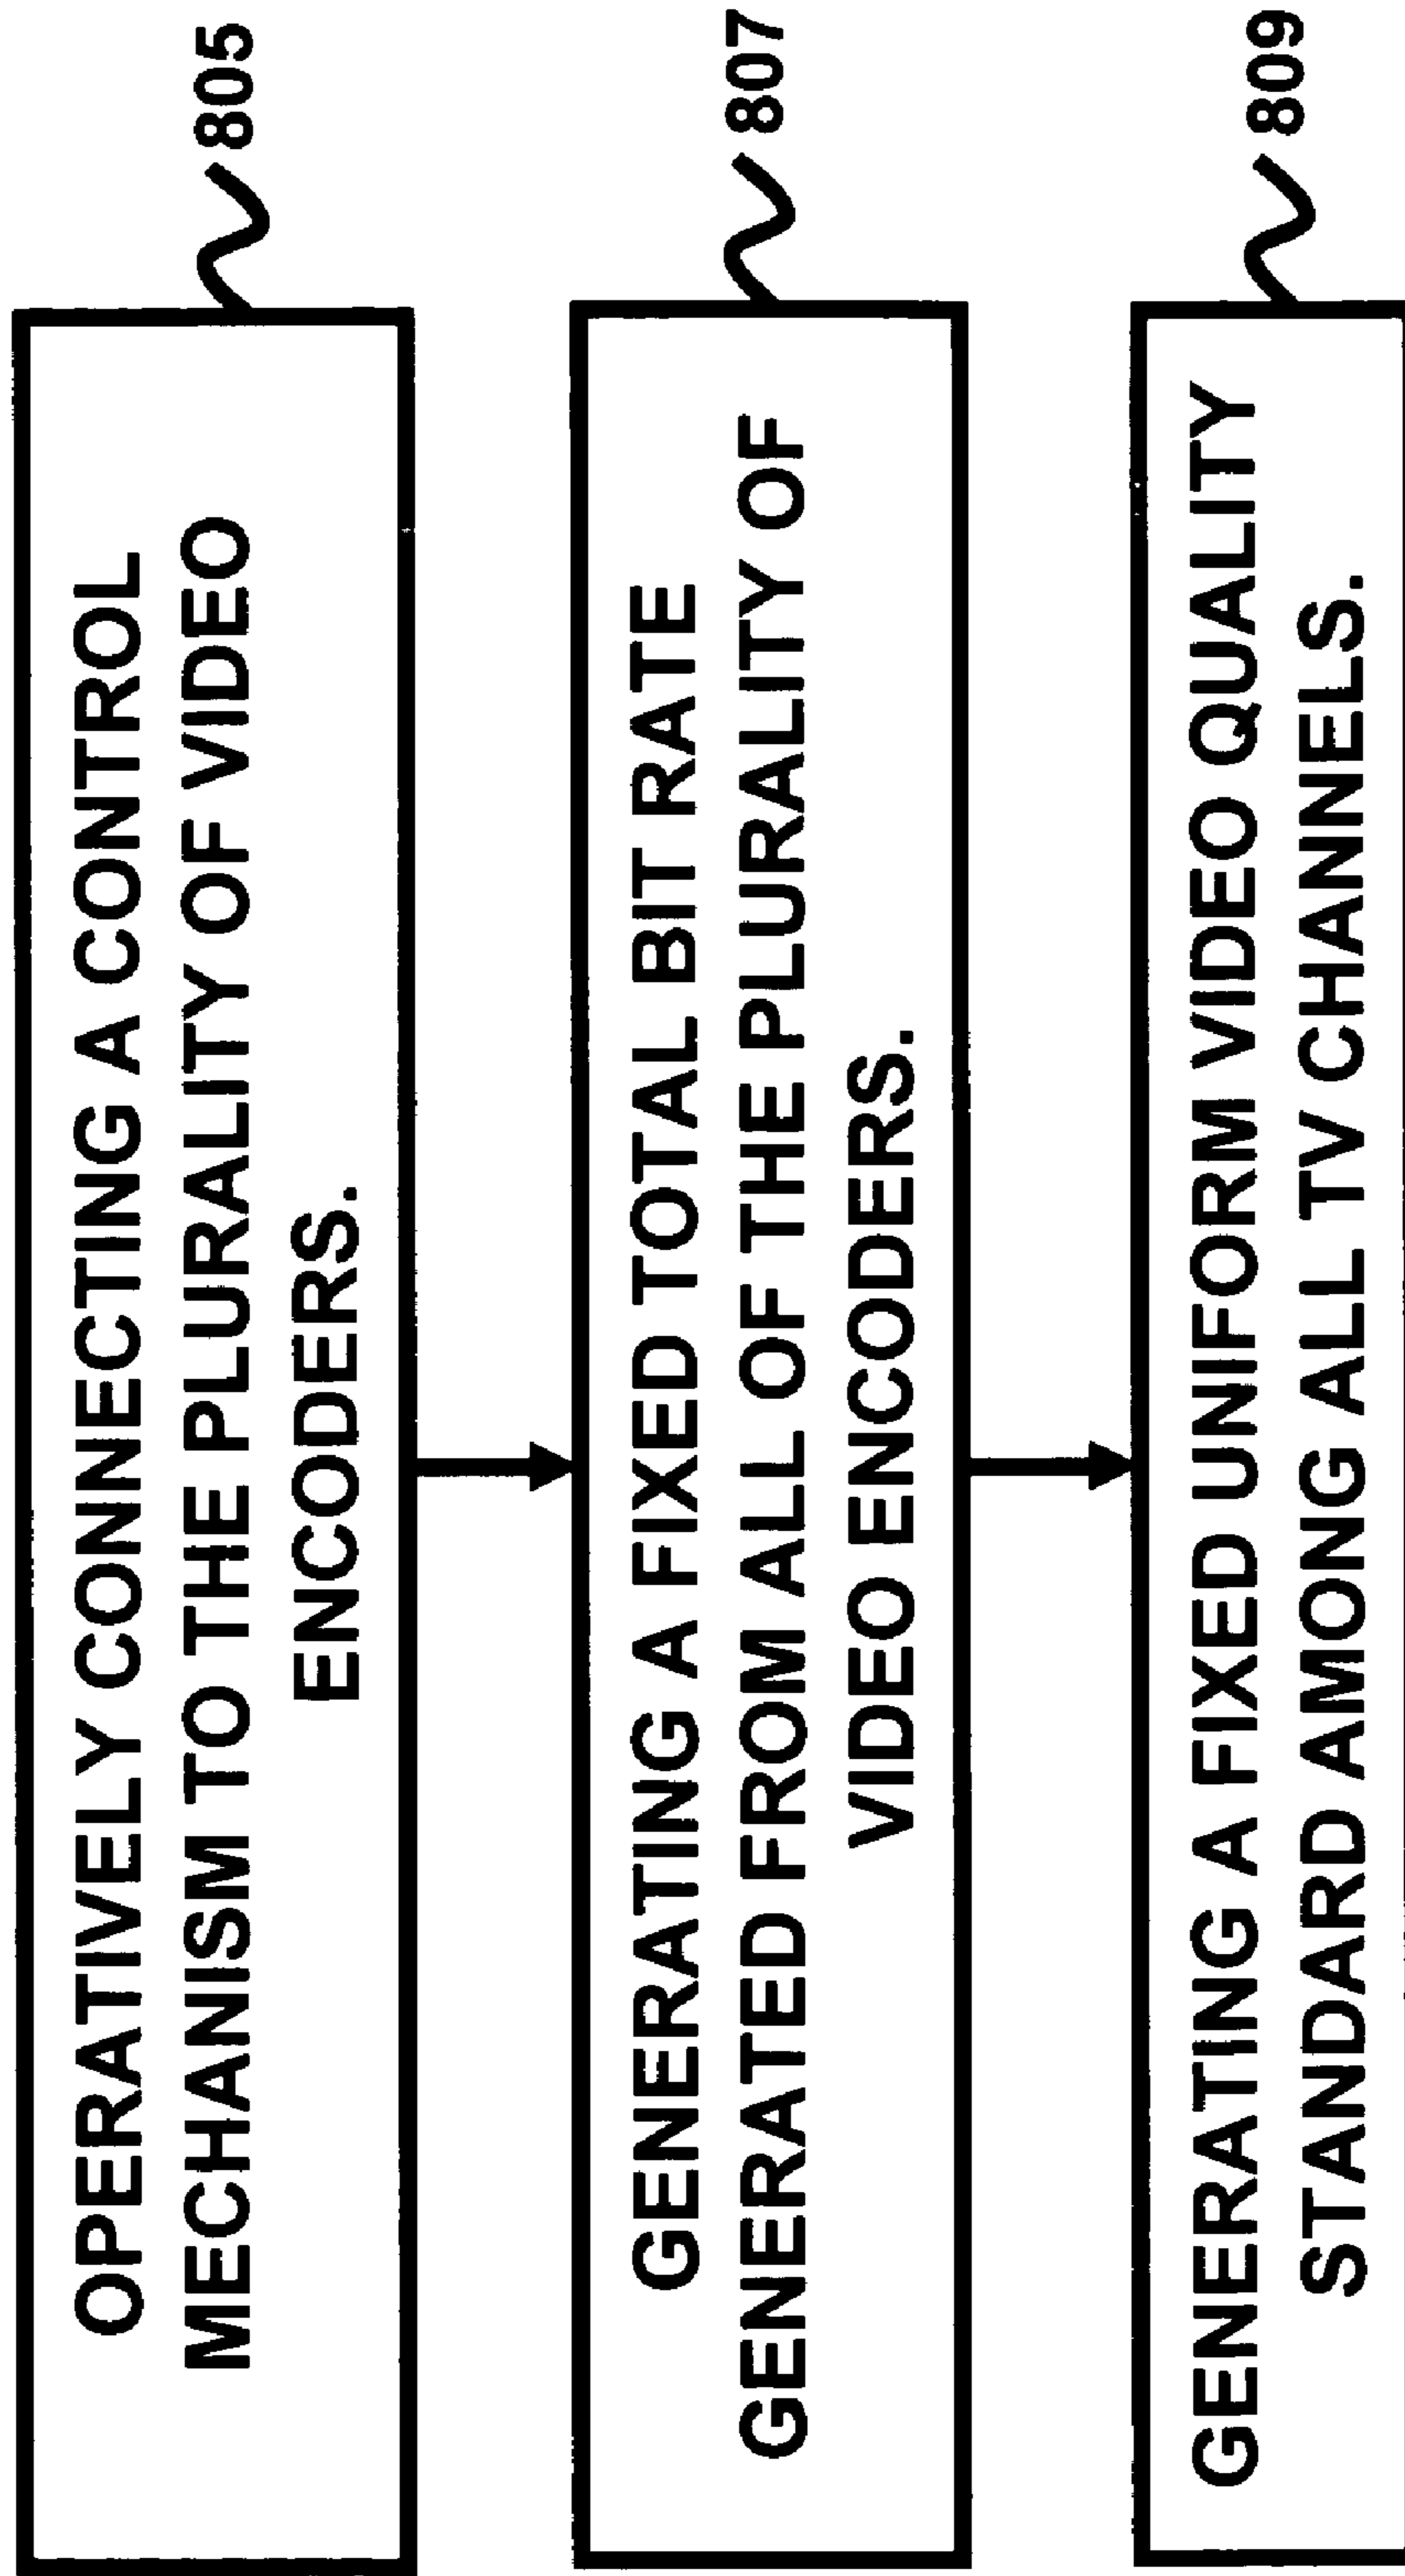 OPERATIVELY CONNECTING A CONTROL
MECHANISM TO THE PLURALITY OF VIDEO
ENCODERS.
805
GENERATING A FIXED TOTAL BIT RATE
GENERATED FROM ALL OF THE PLURALITY OF
VIDEO ENCODERS.
807
GENERATING A FIXED UNIFORM VIDEO QUALITY
STANDARD AMONG ALL TV CHANNELS.
809